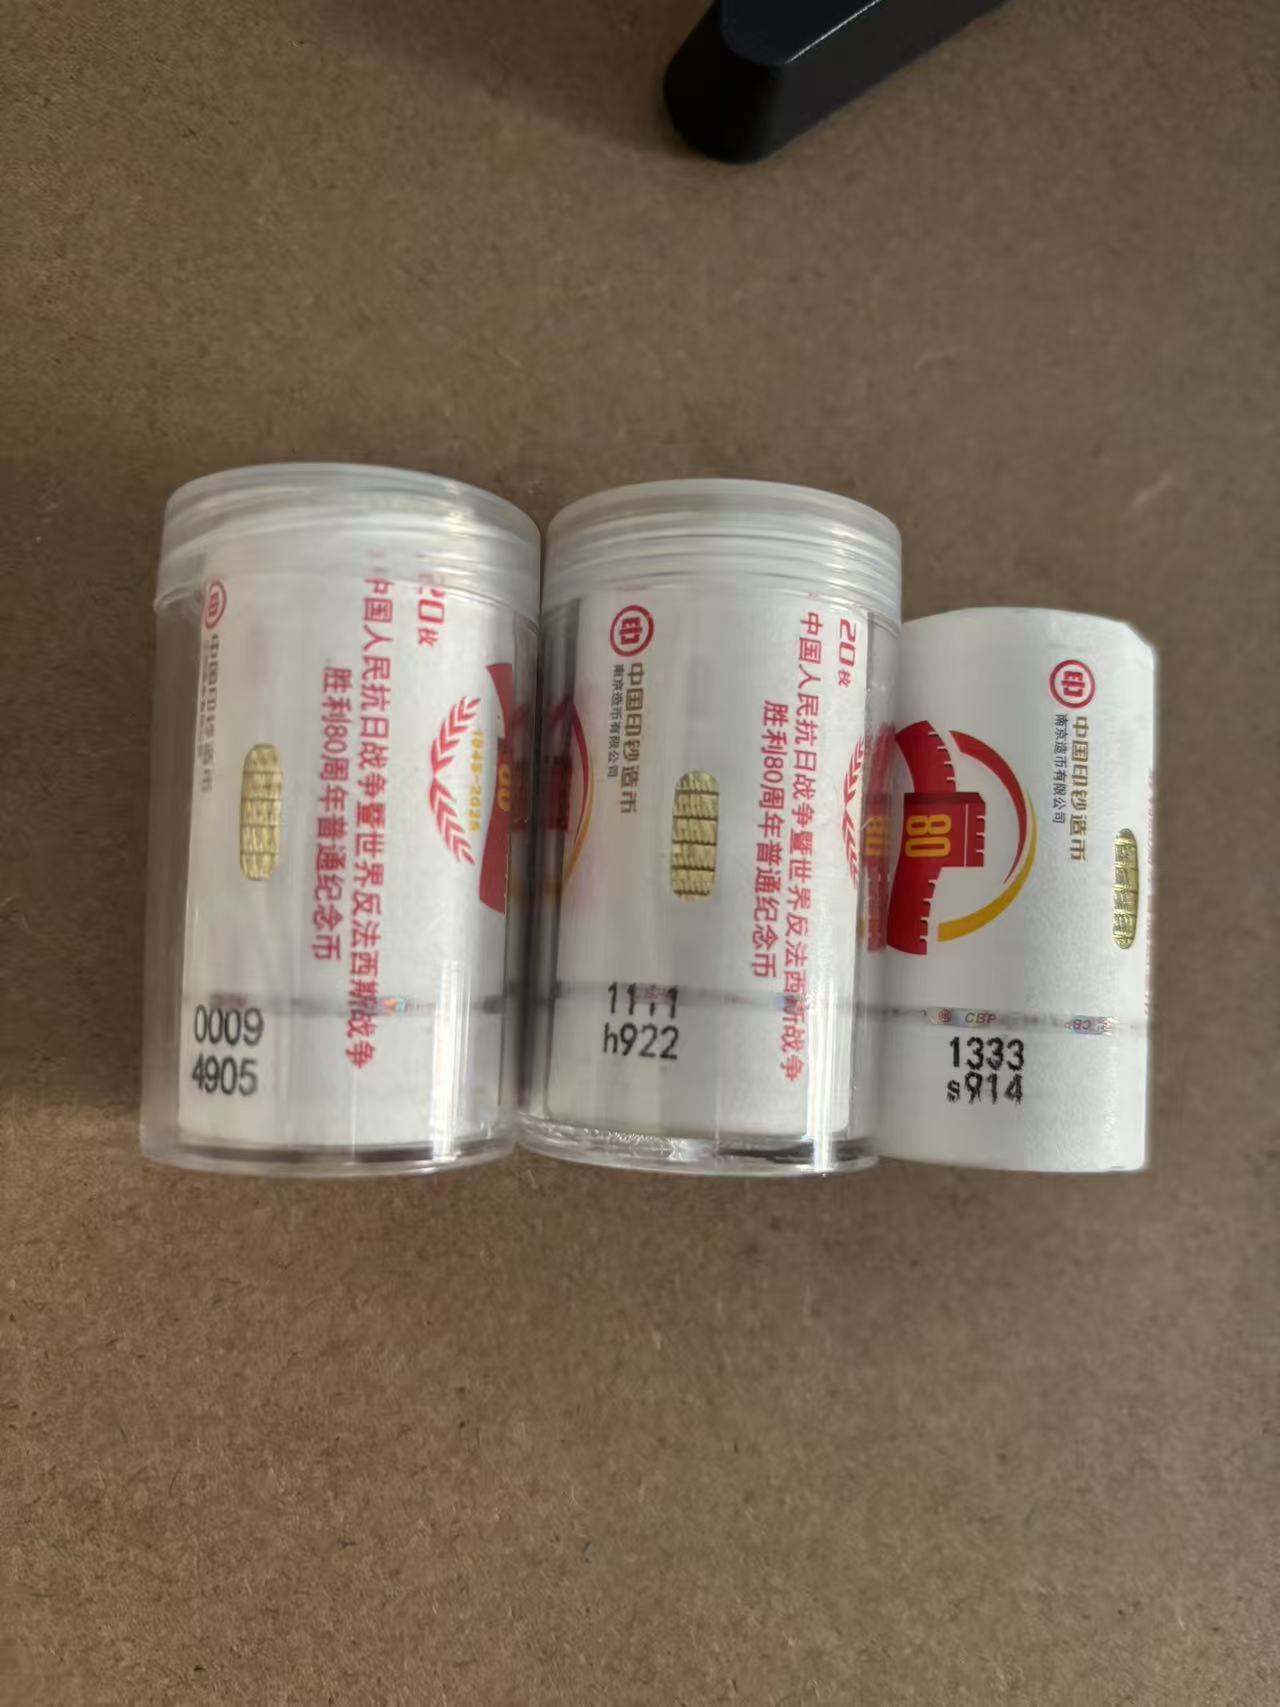 20枚
中国人民抗日战争暨世界反法西斯战争
胜利80周年普通纪念币
1945-2025
中国印钞造币
0009
4905
20枚
中国人民抗日战争暨世界反法西斯战争
胜利80周年普通纪念币
中国印钞造币
南京造币有限公司
1111
h922
80
中国印钞造币
南京造币有限公司
CBP
1333
s914